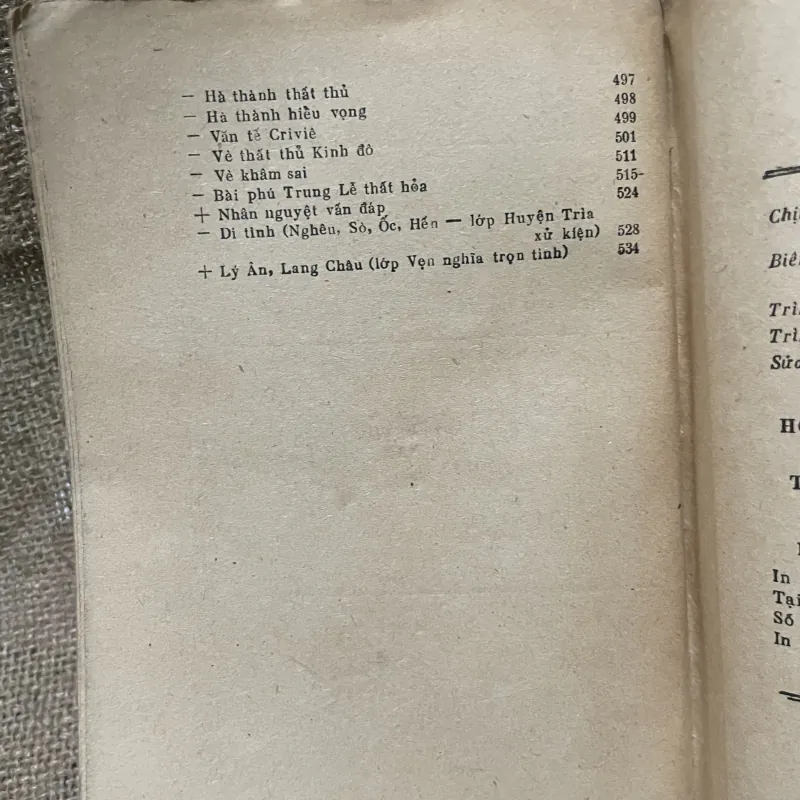 — Hà thành thất thủ 497
— Hà thành hiểu vọng 498
— Văn tế Criviê 499
— Vè thất thủ Kinh đô 501
— Vè khâm sai 511
— Bài phú Trung Lễ thất hỏa 515-
+ Nhân nguyệt vấn đáp 524
— Di tình (Nghêu, Sò, Ốc, Hến — lớp Huyện Trìa
xử kiện) 528
+ Lý Ân, Lang Châu (lớp Vẹn nghĩa trọn tình) 534
In
Tại
Số
In